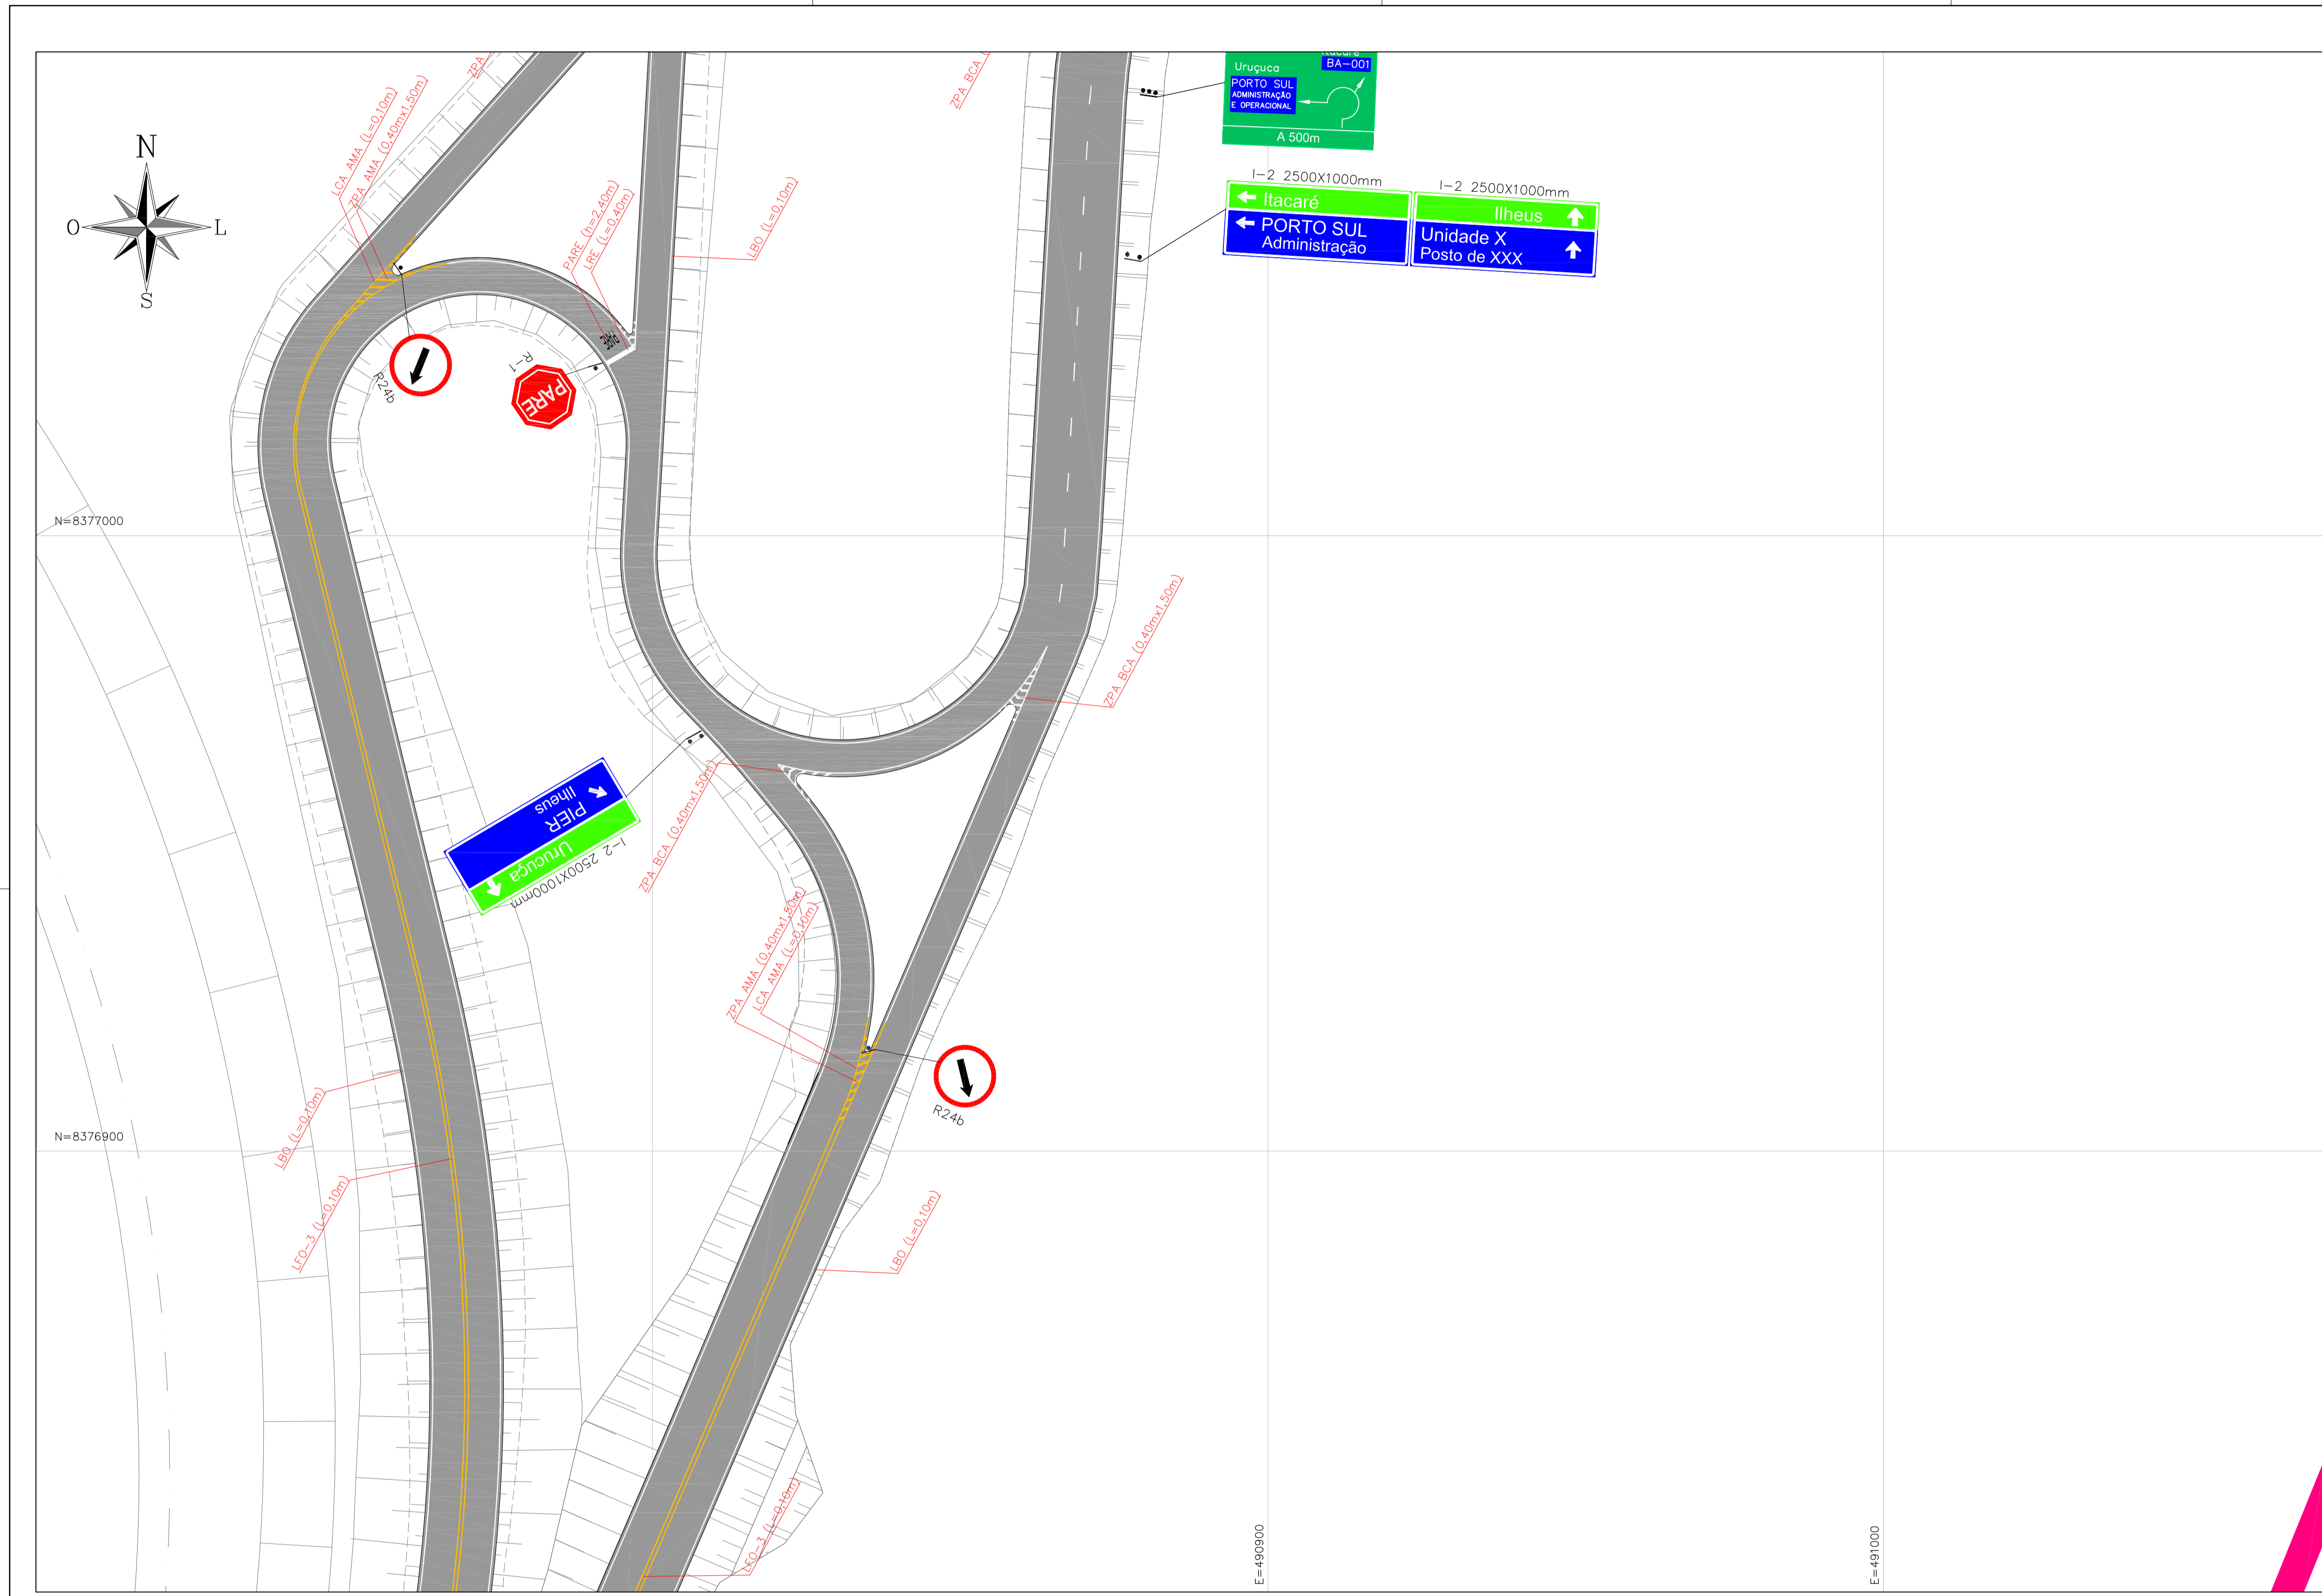 ZPA
ZPA BCA (
Itacaré
BA-001
Uruçuca
PORTO SUL
ADMINISTRAÇÃO
E OPERACIONAL
A 500m
LCA AMA (L=0,10m)
ZPA AMA (0,40mx1,50m)
N
O
L
S
PARE (h=2,40m)
LRE (L=0,40m)
LBO (L=0,10m)
I-2 2500X1000mm
I-2 2500X1000mm
Itacaré
PORTO SUL
Administração
Ilheus
Unidade X
Posto de XXX
PARE
R-1
PARE
R24b
N=8377000
ZPA BCA (0,40mx1,50m)
ZPA BCA (0,40mx1,50m)
Ilheus
PIER
Urucuça
I-2 2500X1000mm
ZPA AMA (0,40mx1,50m)
LCA AMA (L=0,10m)
R24b
LBO (L=0,10m)
N=8376900
LFO-3 (L=0,10m)
LBO (L=0,10m)
LFO-3 (L=0,10m)
E=490900
E=491000